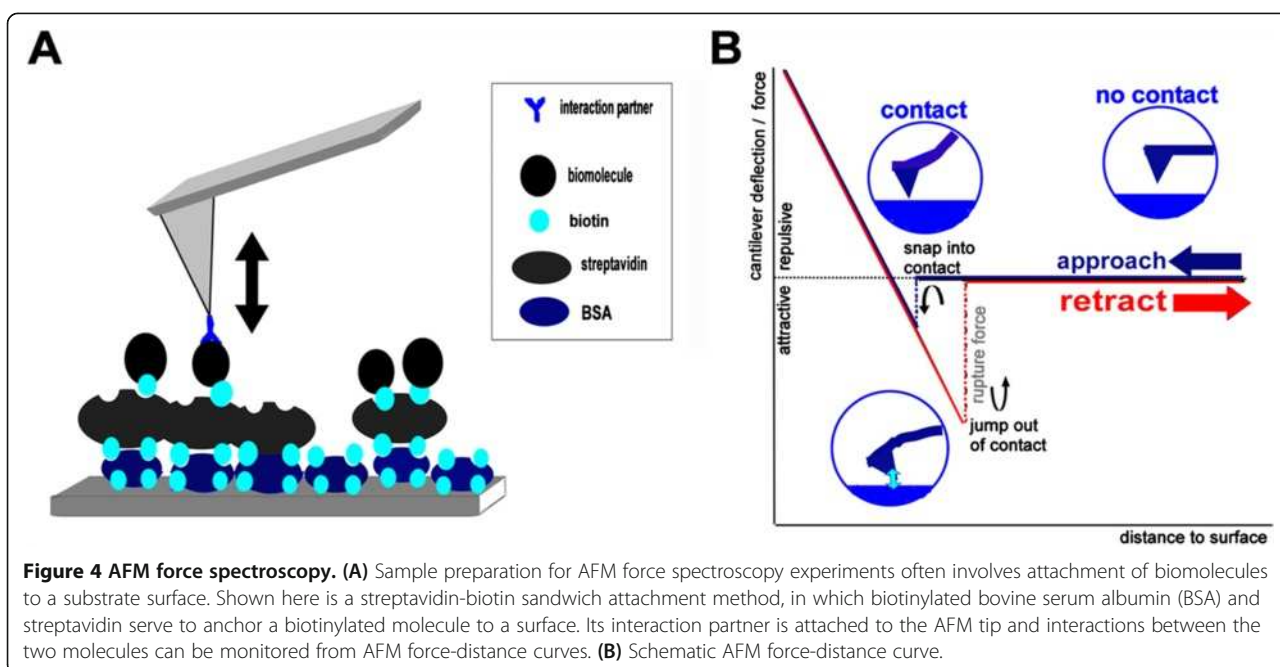 A
interaction partner
biomolecule
biotin
streptavidin
BSA
B
cantilever deflection / force
repulsive
attractive
contact
no contact
snap into
contact
approach
retract
rupture force
jump out
of contact
distance to surface
Figure 4 AFM force spectroscopy. (A) Sample preparation for AFM force spectroscopy experiments often involves attachment of biomolecules
to a substrate surface. Shown here is a streptavidin-biotin sandwich attachment method, in which biotinylated bovine serum albumin (BSA) and
streptavidin serve to anchor a biotinylated molecule to a surface. Its interaction partner is attached to the AFM tip and interactions between the
two molecules can be monitored from AFM force-distance curves. (B) Schematic AFM force-distance curve.